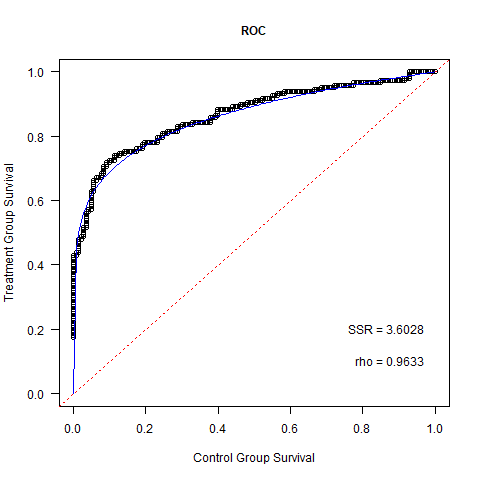 ROC
Treatment Group Survival
1.0
0.8
0.6
0.4
0.2
0.0
SSR = 3.6028
rho = 0.9633
0.0 0.2 0.4 0.6 0.8 1.0
Control Group Survival